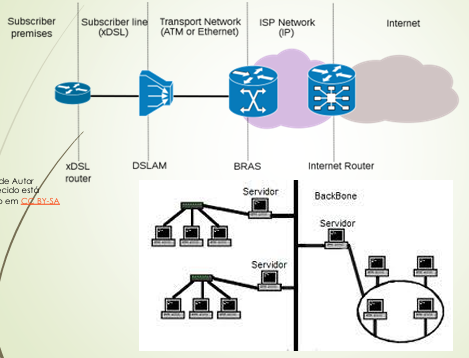 Subscriber
premises
Subscriber line
(xDSL)
Transport Network
(ATM or Ethernet)
ISP Network
(IP)
Internet
xDSL
router
DSLAM
BRAS
Internet Router
de Autor
ecido está
o em CC BY-SA
Servidor
BackBone
Servidor
Servidor